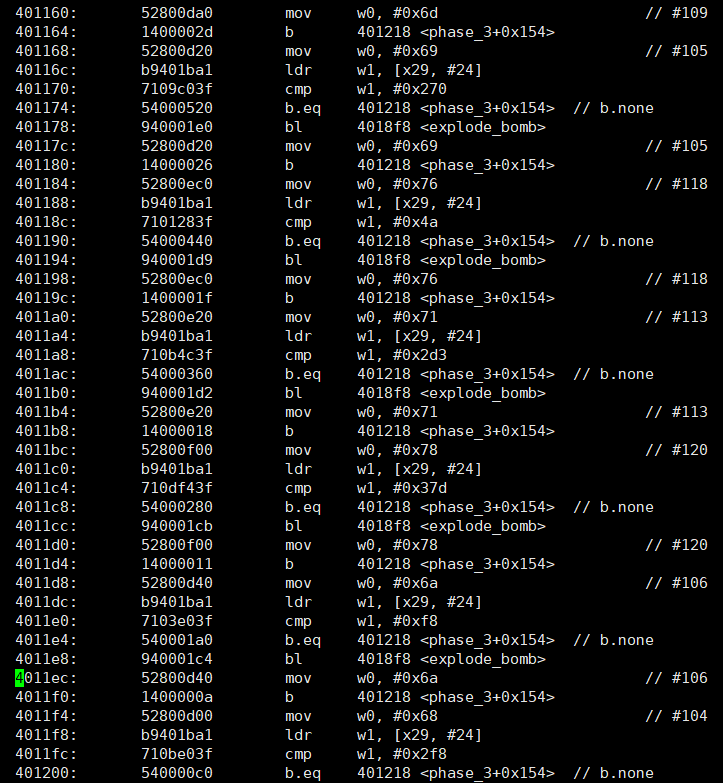 401160: 52800da0 mov w0, #0x6d // #109
401164: 1400002d b 401218 <phase_3+0x154>
401168: 52800d20 mov w0, #0x69 // #105
40116c: b9401ba1 ldr w1, [x29, #24]
401170: 7109c03f cmp w1, #0x270
401174: 54000520 b.eq 401218 <phase_3+0x154> // b.none
401178: 940001e0 bl 4018f8 <explode_bomb>
40117c: 52800d20 mov w0, #0x69 // #105
401180: 14000026 b 401218 <phase_3+0x154>
401184: 52800ec0 mov w0, #0x76 // #118
401188: b9401ba1 ldr w1, [x29, #24]
40118c: 7101283f cmp w1, #0x4a
401190: 54000440 b.eq 401218 <phase_3+0x154> // b.none
401194: 940001d9 bl 4018f8 <explode_bomb>
401198: 52800ec0 mov w0, #0x76 // #118
40119c: 1400001f b 401218 <phase_3+0x154>
4011a0: 52800e20 mov w0, #0x71 // #113
4011a4: b9401ba1 ldr w1, [x29, #24]
4011a8: 710b4c3f cmp w1, #0x2d3
4011ac: 54000360 b.eq 401218 <phase_3+0x154> // b.none
4011b0: 940001d2 bl 4018f8 <explode_bomb>
4011b4: 52800e20 mov w0, #0x71 // #113
4011b8: 14000018 b 401218 <phase_3+0x154>
4011bc: 52800f00 mov w0, #0x78 // #120
4011c0: b9401ba1 ldr w1, [x29, #24]
4011c4: 710df43f cmp w1, #0x37d
4011c8: 54000280 b.eq 401218 <phase_3+0x154> // b.none
4011cc: 940001cb bl 4018f8 <explode_bomb>
4011d0: 52800f00 mov w0, #0x78 // #120
4011d4: 14000011 b 401218 <phase_3+0x154>
4011d8: 52800d40 mov w0, #0x6a // #106
4011dc: b9401ba1 ldr w1, [x29, #24]
4011e0: 7103e03f cmp w1, #0xf8
4011e4: 540001a0 b.eq 401218 <phase_3+0x154> // b.none
4011e8: 940001c4 bl 4018f8 <explode_bomb>
4011ec: 52800d40 mov w0, #0x6a // #106
4011f0: 1400000a b 401218 <phase_3+0x154>
4011f4: 52800d00 mov w0, #0x68 // #104
4011f8: b9401ba1 ldr w1, [x29, #24]
4011fc: 710be03f cmp w1, #0x2f8
401200: 540000c0 b.eq 401218 <phase_3+0x154> // b.none